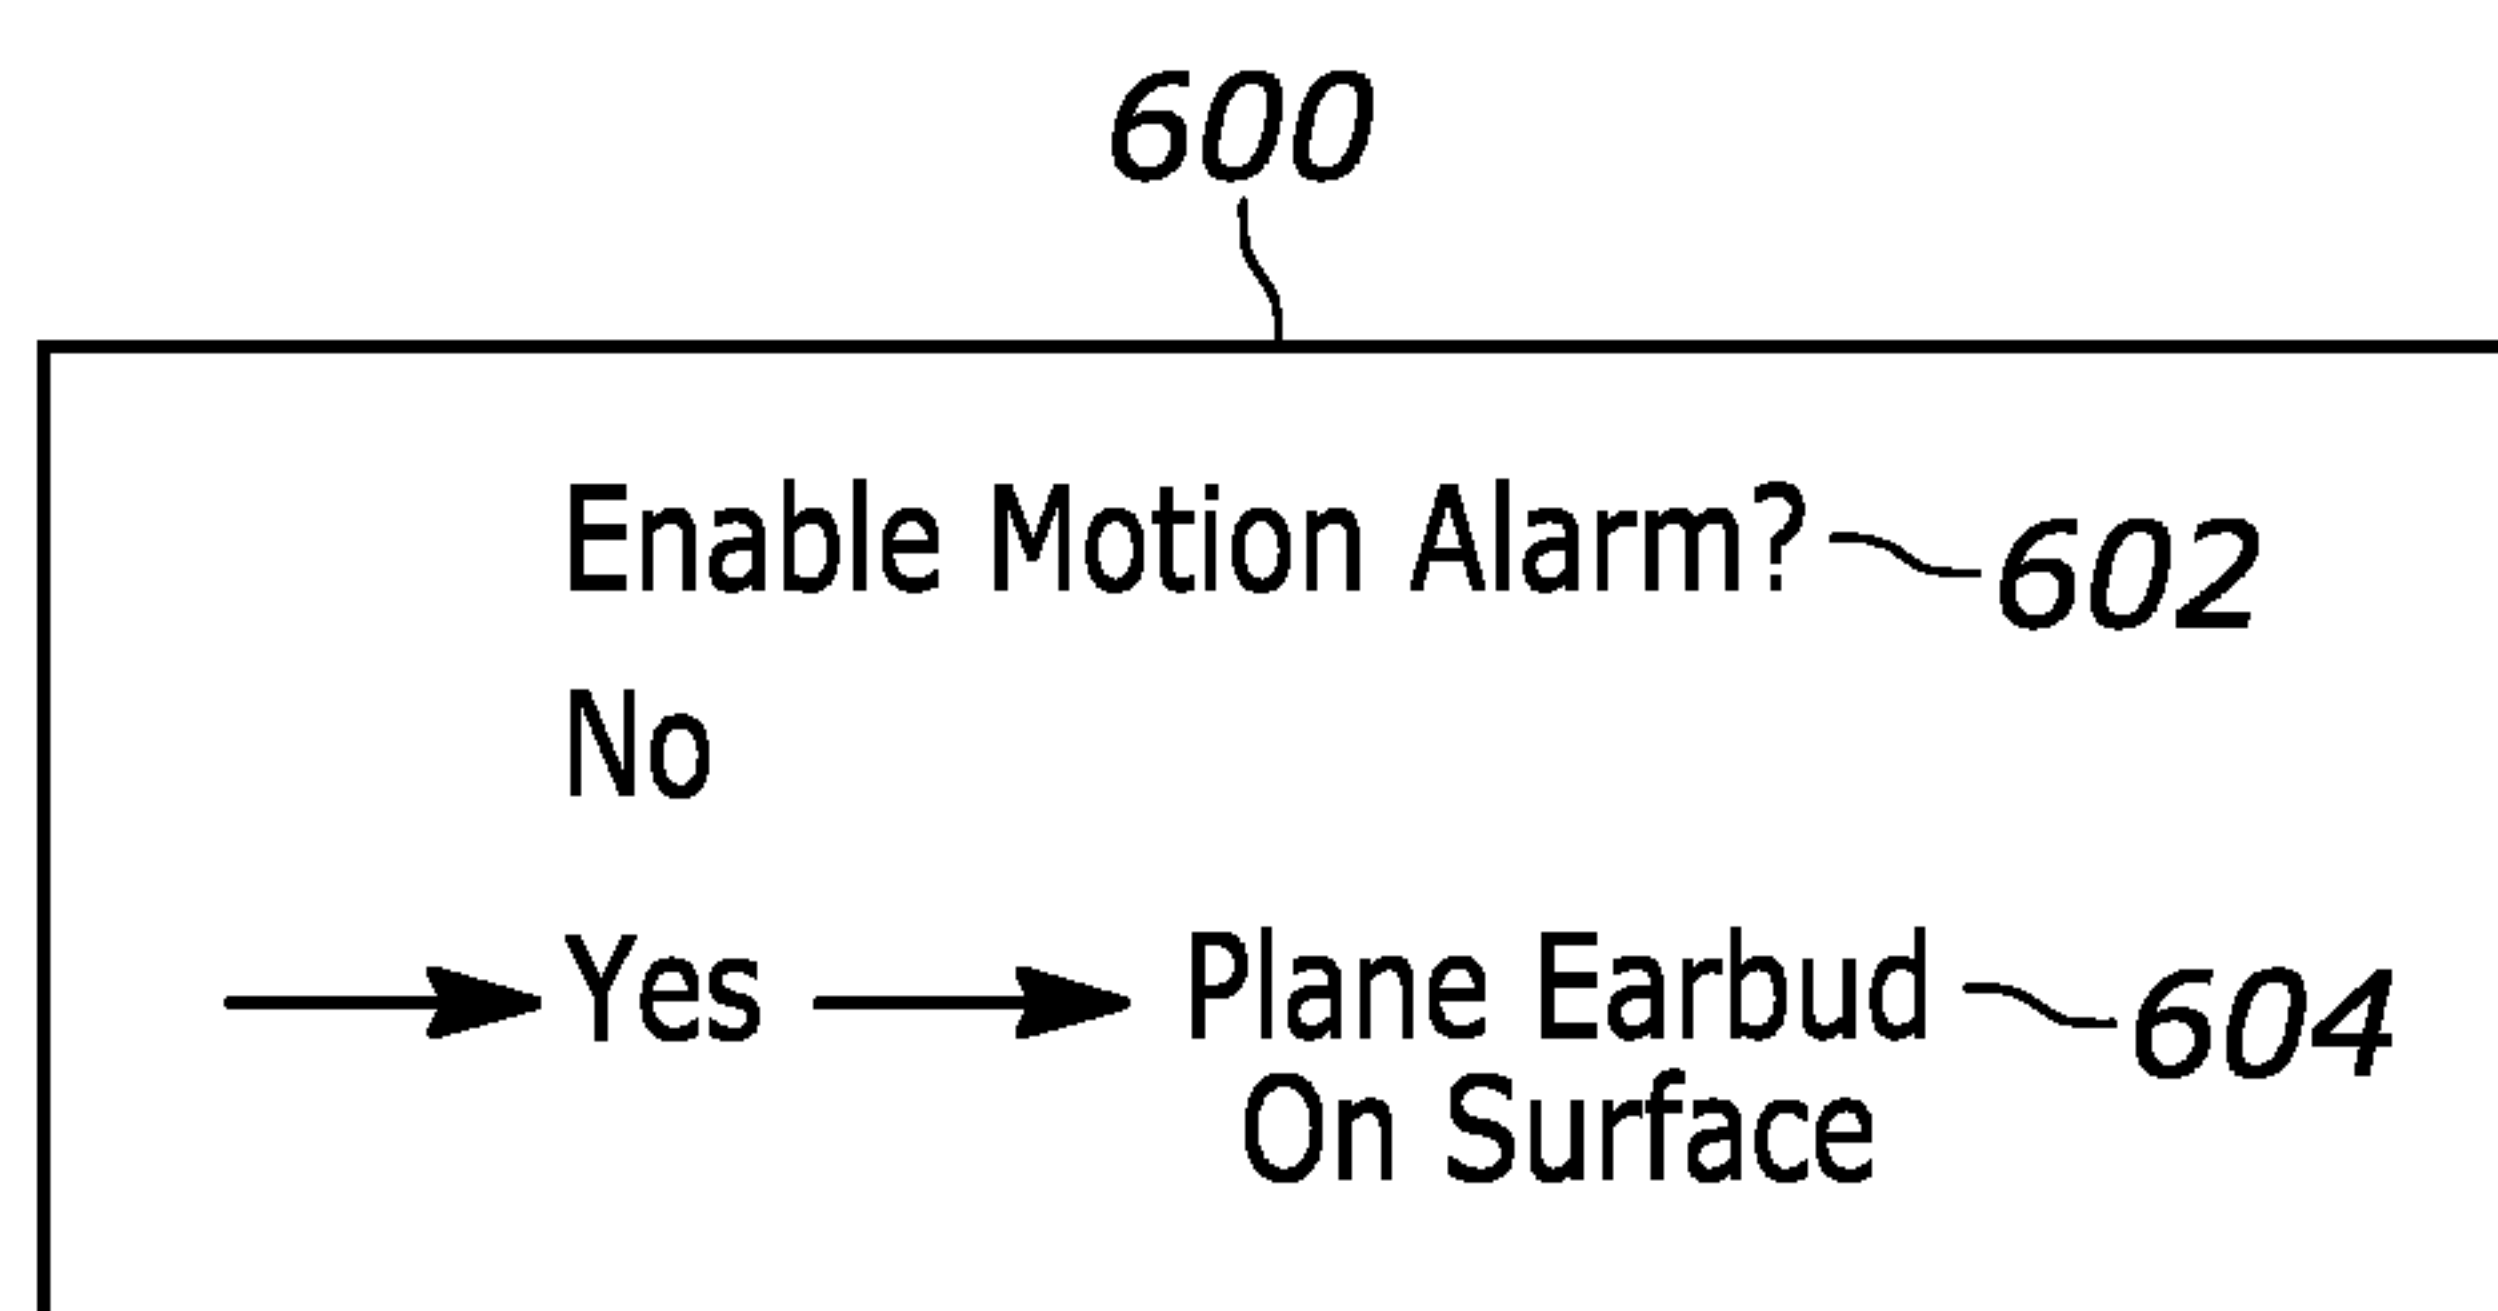 600
Enable Motion Alarm? 602
No
Yes Plane Earbud 604
On Surface